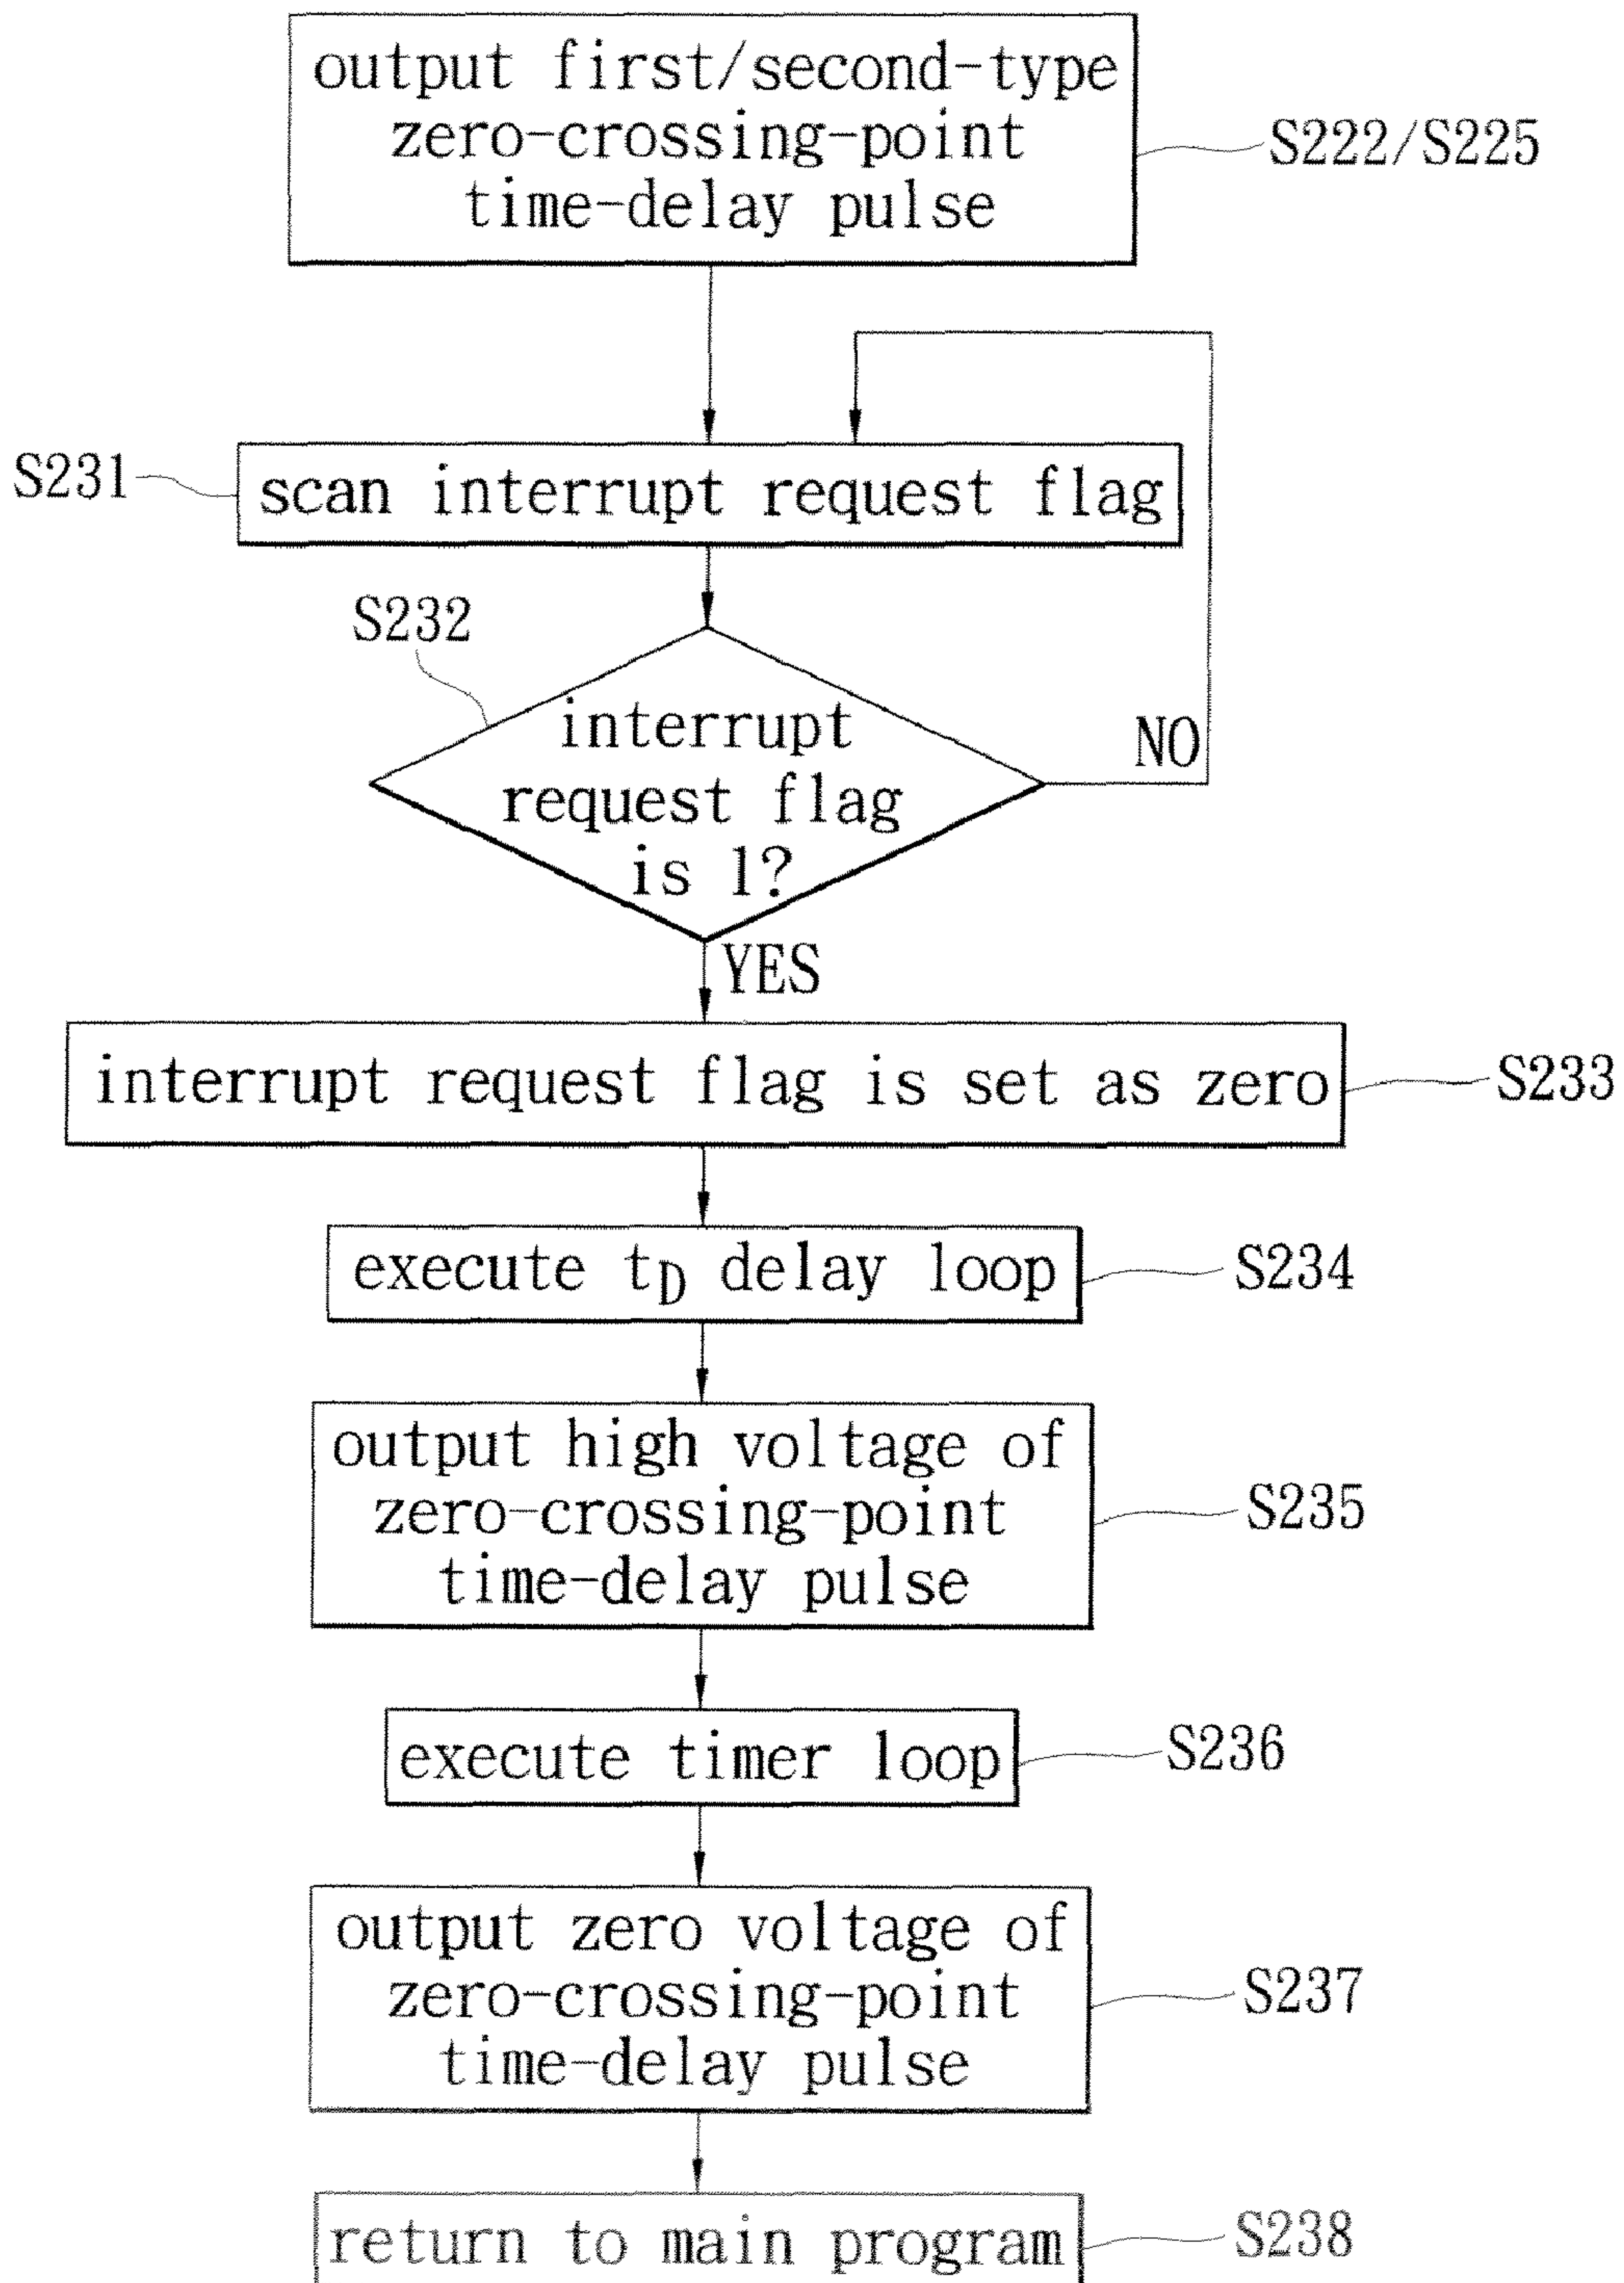 output first/second-type
zero-crossing-point
time-delay pulse
S222/S225
S231
scan interrupt request flag
S232
interrupt
request flag
is 1?
NO
YES
interrupt request flag is set as zero
S233
execute tD delay loop
S234
output high voltage of
zero-crossing-point
time-delay pulse
S235
execute timer loop
S236
output zero voltage of
zero-crossing-point
time-delay pulse
S237
return to main program
S238